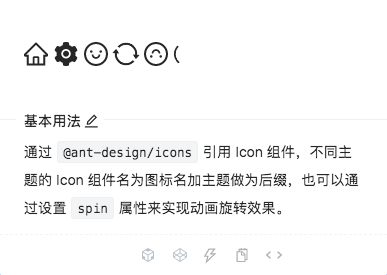 基本用法
通过 @ant-design/icons 引用 Icon 组件，不同主
题的 Icon 组件名为图标名加主题做为后缀，也可以通
过设置 spin 属性来实现动画旋转效果。